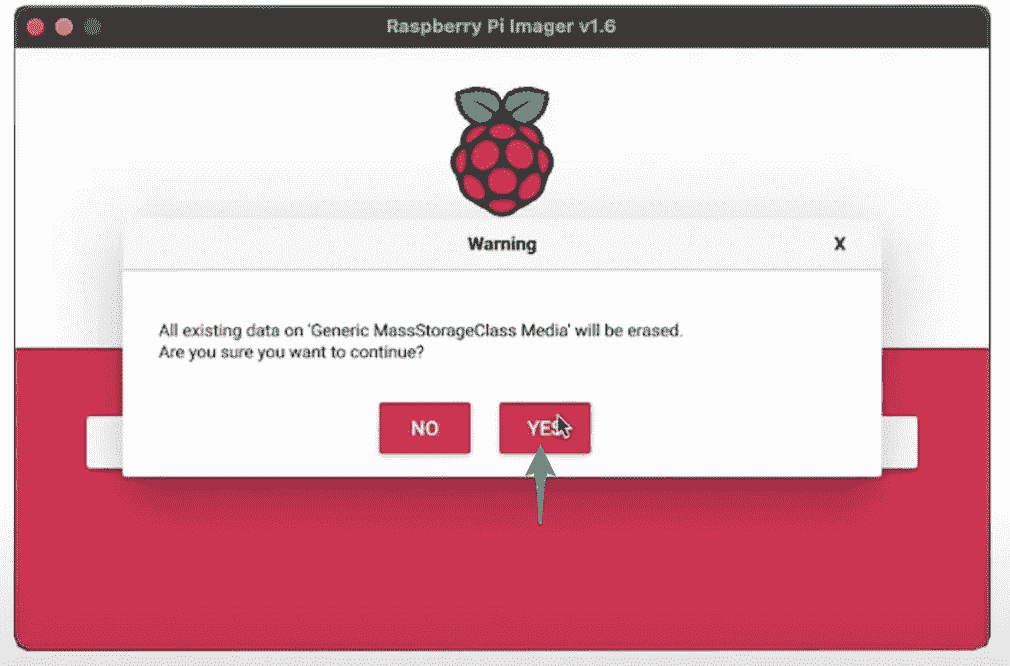 Raspberry Pi Imager v1.6
Warning X
All existing data on 'Generic MassStorageClass Media' will be erased.
Are you sure you want to continue?
NO YES